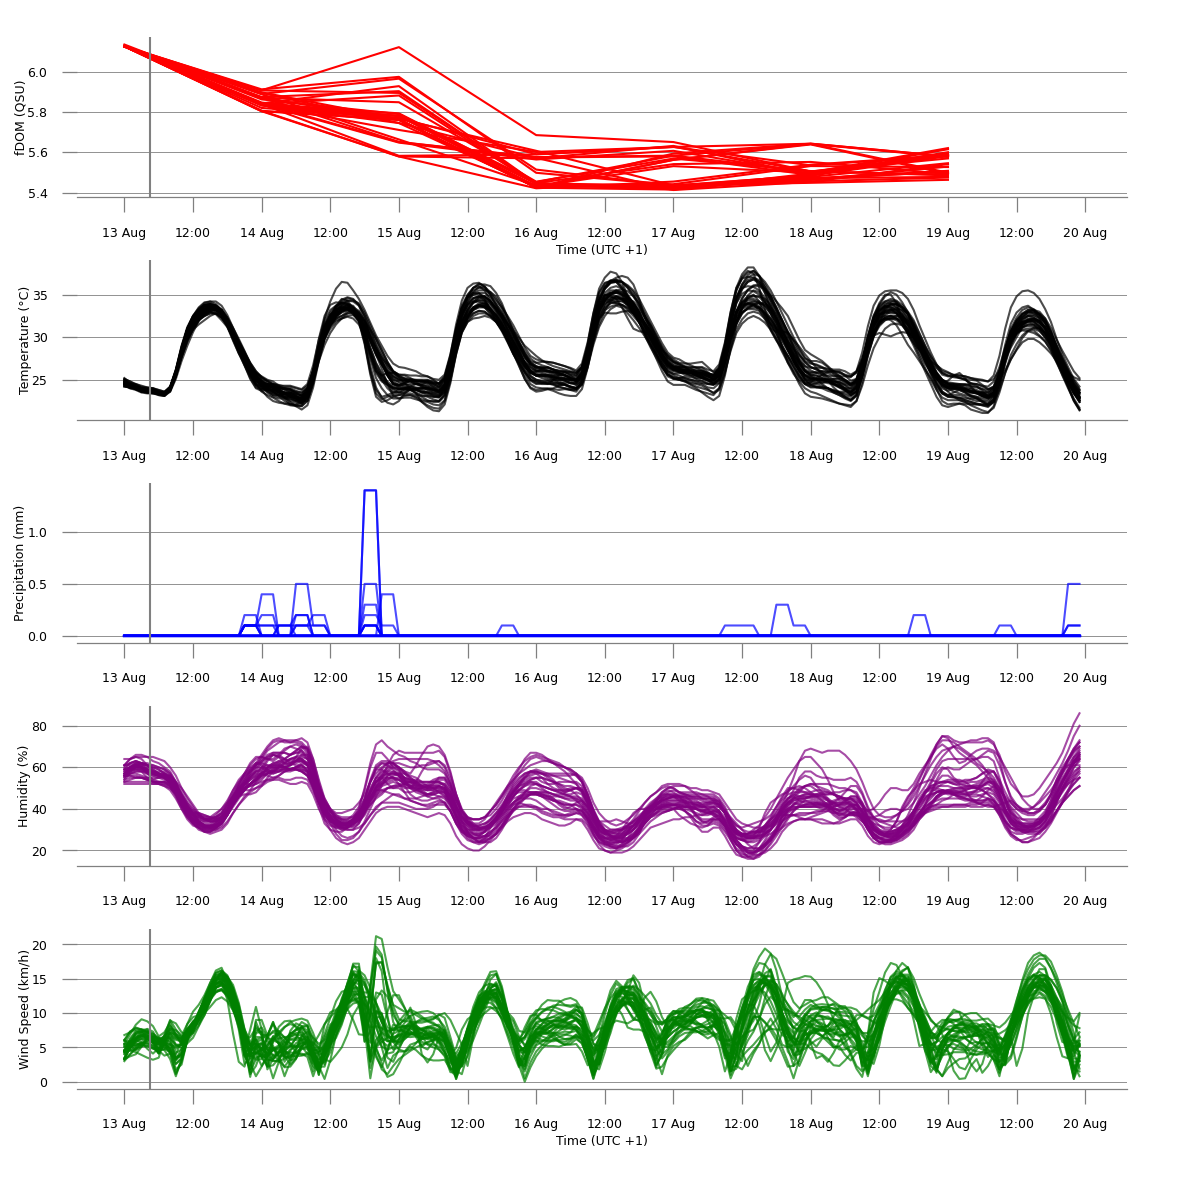 fDOM (QSU)
6.0
5.8
5.6
5.4
13 Aug 12:00 14 Aug 12:00 15 Aug 12:00 16 Aug 12:00 17 Aug 12:00 18 Aug 12:00 19 Aug 12:00 20 Aug
Time (UTC +1)
Temperature (°C)
35
30
25
13 Aug 12:00 14 Aug 12:00 15 Aug 12:00 16 Aug 12:00 17 Aug 12:00 18 Aug 12:00 19 Aug 12:00 20 Aug
Precipitation (mm)
1.0
0.5
0.0
13 Aug 12:00 14 Aug 12:00 15 Aug 12:00 16 Aug 12:00 17 Aug 12:00 18 Aug 12:00 19 Aug 12:00 20 Aug
Humidity (%)
80
60
40
20
13 Aug 12:00 14 Aug 12:00 15 Aug 12:00 16 Aug 12:00 17 Aug 12:00 18 Aug 12:00 19 Aug 12:00 20 Aug
Wind Speed (km/h)
20
15
10
5
0
13 Aug 12:00 14 Aug 12:00 15 Aug 12:00 16 Aug 12:00 17 Aug 12:00 18 Aug 12:00 19 Aug 12:00 20 Aug
Time (UTC +1)